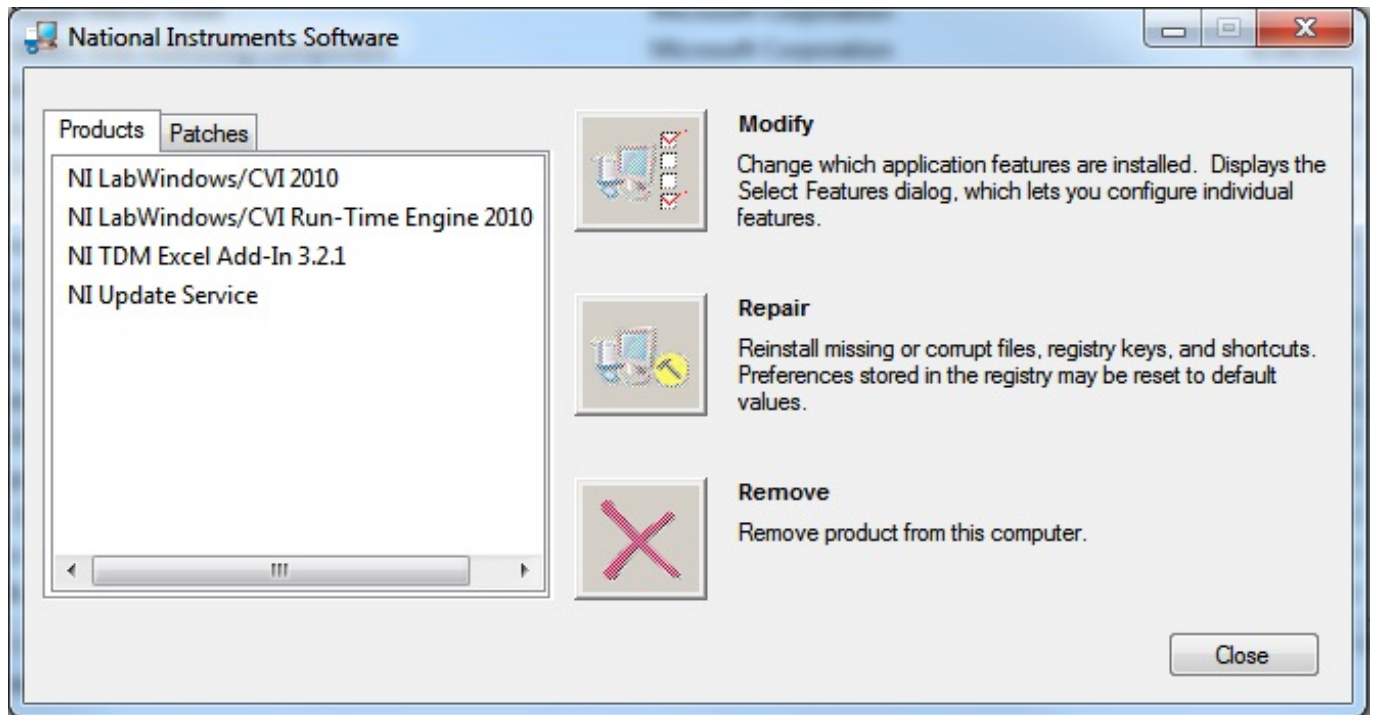 National Instruments Software
Products
Patches
NI LabWindows/CVI 2010
NI LabWindows/CVI Run-Time Engine 2010
NI TDM Excel Add-In 3.2.1
NI Update Service
Modify
Change which application features are installed.  Displays the
Select Features dialog, which lets you configure individual
features.
Repair
Reinstall missing or corrupt files, registry keys, and shortcuts.
Preferences stored in the registry may be reset to default
values.
Remove
Remove product from this computer.
Close